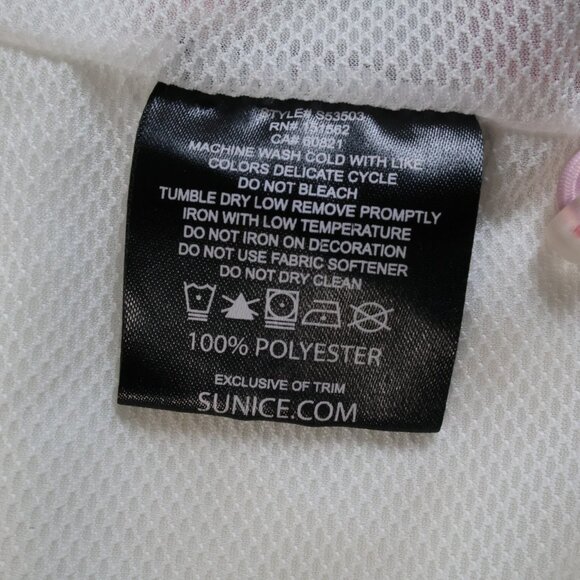 STYLE# S53503
RN# 151562
CA# 60821
MACHINE WASH COLD WITH LIKE
COLORS DELICATE CYCLE
DO NOT BLEACH
TUMBLE DRY LOW REMOVE PROMPTLY
IRON WITH LOW TEMPERATURE
DO NOT IRON ON DECORATION
DO NOT USE FABRIC SOFTENER
DO NOT DRY CLEAN
100% POLYESTER
EXCLUSIVE OF TRIM
SUNICE.COM